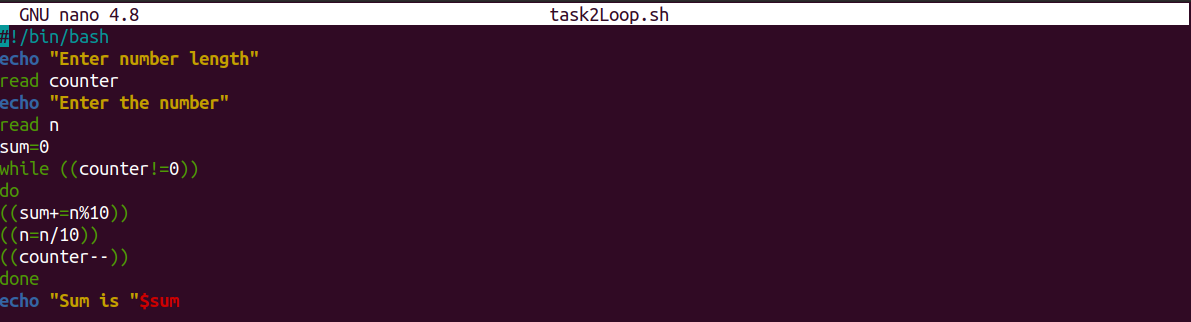 GNU nano 4.8 task2Loop.sh
#!/bin/bash
echo "Enter number length"
read counter
echo "Enter the number"
read n
sum=0
while ((counter!=0))
do
((sum+=n%10))
((n=n/10))
((counter--))
done
echo "Sum is "$sum